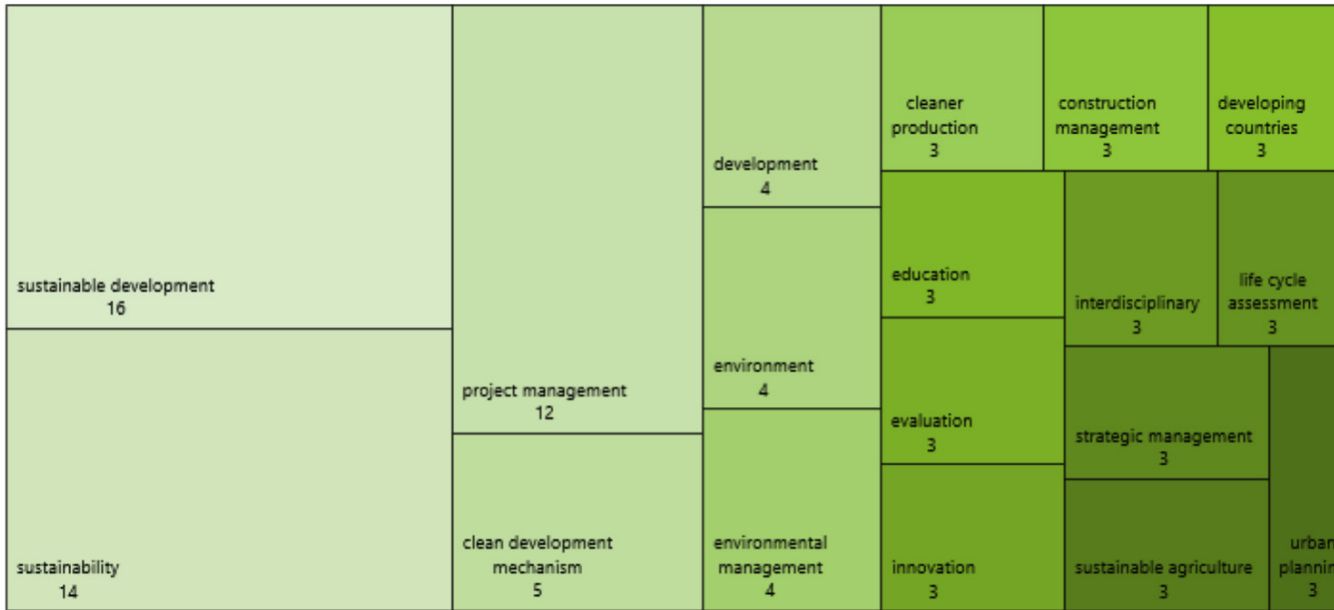 sustainable development
16
sustainability
14
project management
12
clean development
mechanism
5
development
4
environment
4
environmental
management
4
cleaner
production
3
construction
management
3
developing
countries
3
education
3
evaluation
3
innovation
3
interdisciplinary
3
life cycle
assessment
3
strategic management
3
sustainable agriculture
3
urban
plannin
3